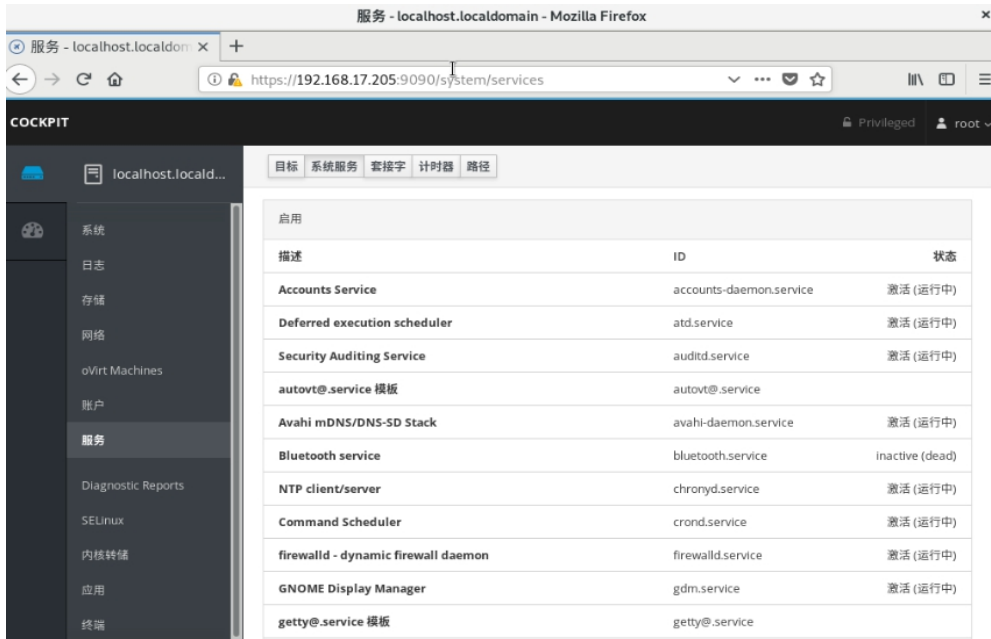 服务 - localhost.localdomain - Mozilla Firefox
服务 - localhost.localdom
https://192.168.17.205:9090/system/services
COCKPIT
Privileged
root
localhost.locald...
目标 系统服务 套接字 计时器 路径
系统
日志
存储
网络
oVirt Machines
账户
服务
Diagnostic Reports
SELinux
内核转储
应用
终端
启用
描述 ID 状态
Accounts Service accounts-daemon.service 激活 (运行中)
Deferred execution scheduler atd.service 激活 (运行中)
Security Auditing Service auditd.service 激活 (运行中)
autovt@.service 模板 autovt@.service
Avahi mDNS/DNS-SD Stack avahi-daemon.service 激活 (运行中)
Bluetooth service bluetooth.service inactive (dead)
NTP client/server chronyd.service 激活 (运行中)
Command Scheduler crond.service 激活 (运行中)
firewalld - dynamic firewall daemon firewalld.service 激活 (运行中)
GNOME Display Manager gdm.service 激活 (运行中)
getty@.service 模板 getty@.service